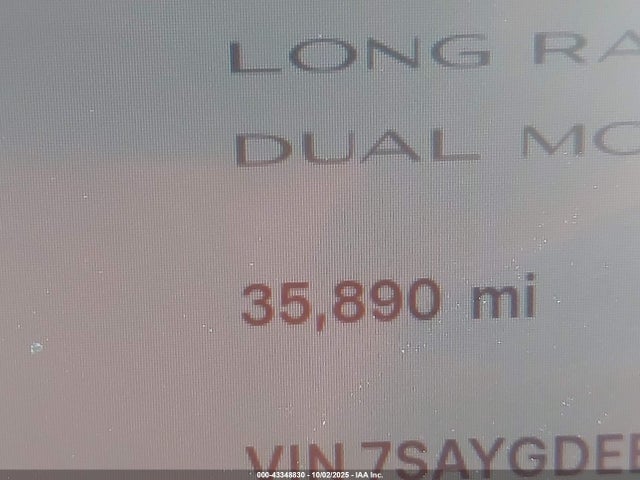 LONG RA
DUAL MO
35,890 mi
VIN 7SAYGDEE
000-43348830 - 10/02/2025 - IAA Inc.